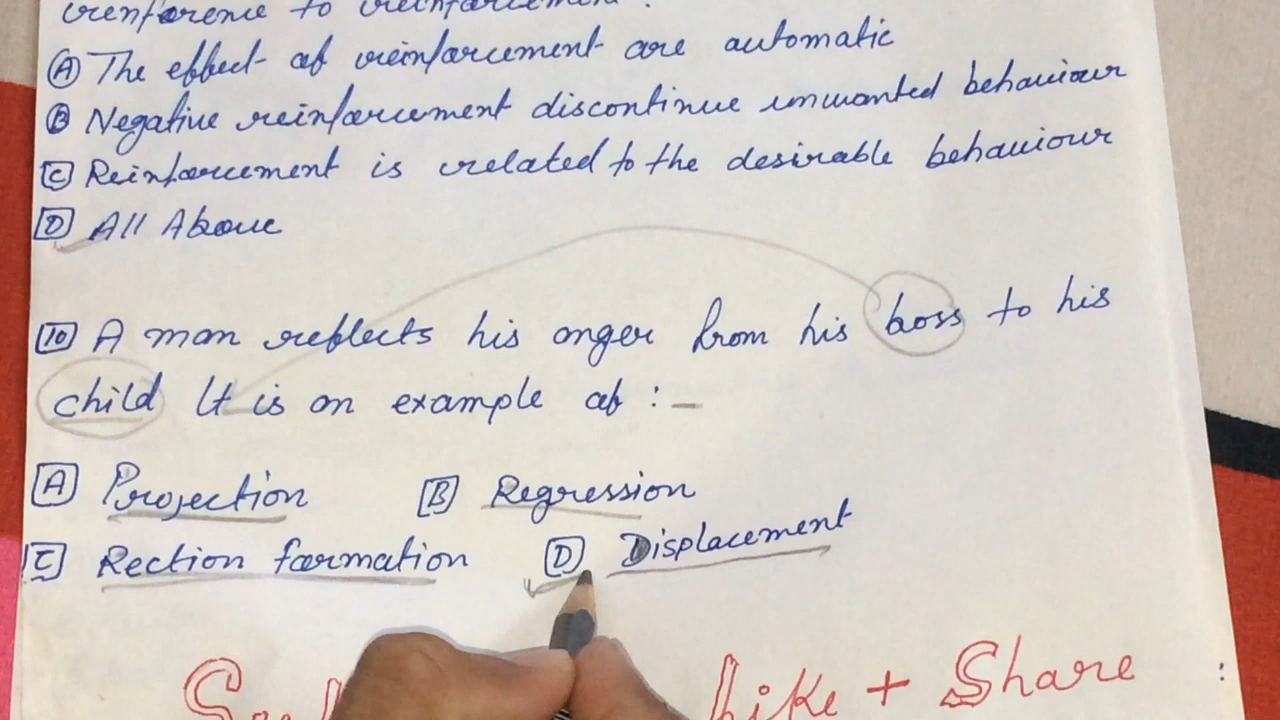 to
Ⓐ The effect of reinforcement are automatic
Ⓑ Negative reinforcement discontinue unwanted behaviour
C Reinforcement is related to the desirable behaviour
D All Above
10 A man reflects his anger from his boss to his
child It is an example of :-
A Projection B Regression
C Rection formation D Displacement
Like + Share :